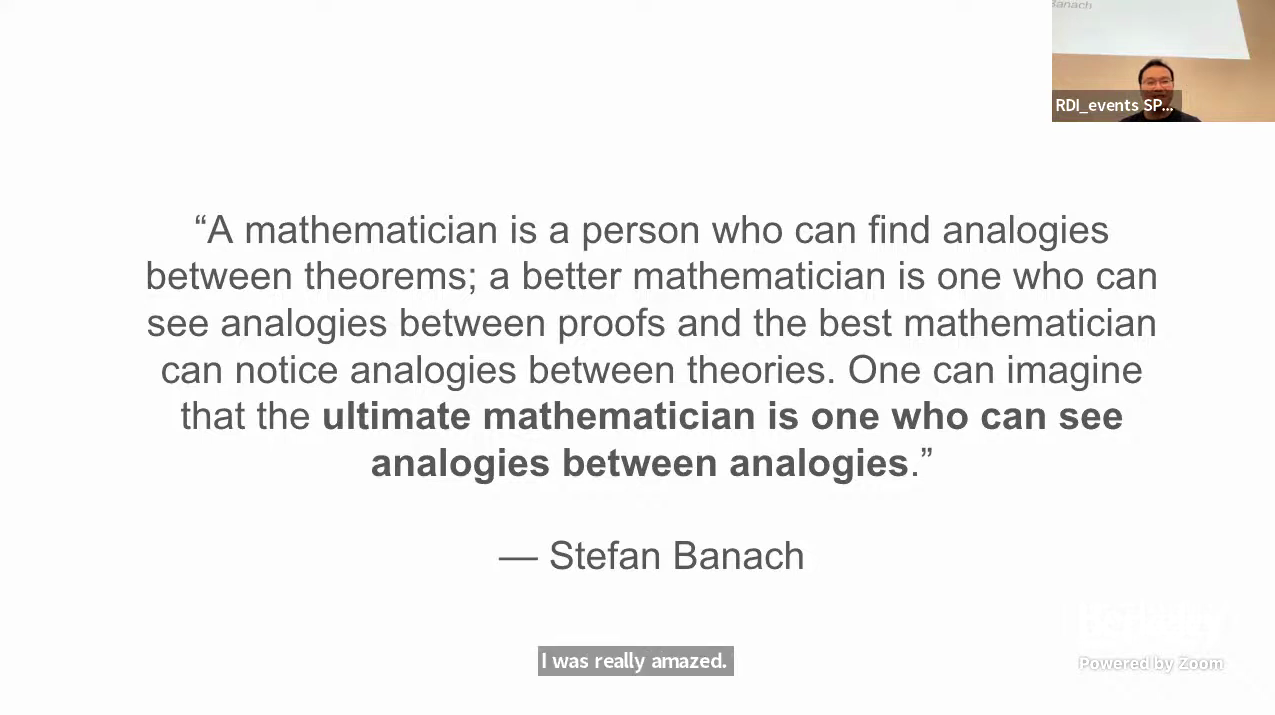 Banach
RDI_events SP...
“A mathematician is a person who can find analogies
between theorems; a better mathematician is one who can
see analogies between proofs and the best mathematician
can notice analogies between theories. One can imagine
that the ultimate mathematician is one who can see
analogies between analogies.”
— Stefan Banach
I was really amazed.
Berkeley
Powered by Zoom